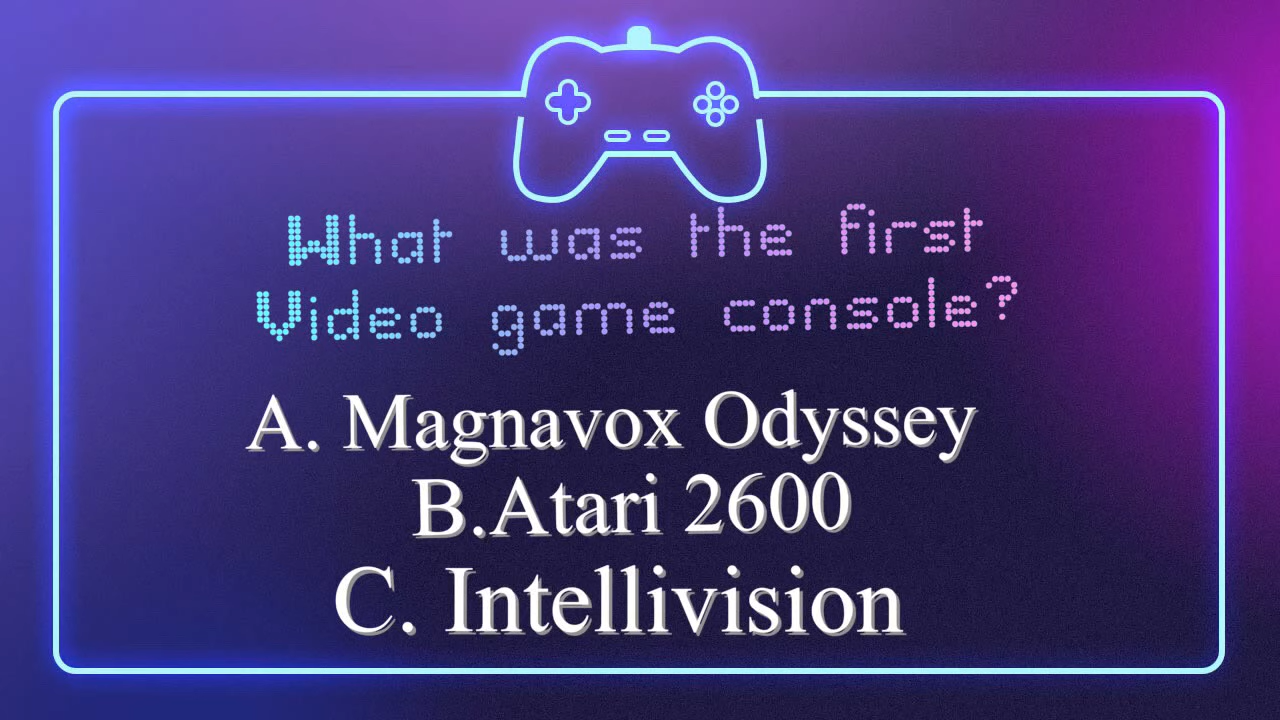 What was the first
Video game console?
A. Magnavox Odyssey
B.Atari 2600
C. Intellivision